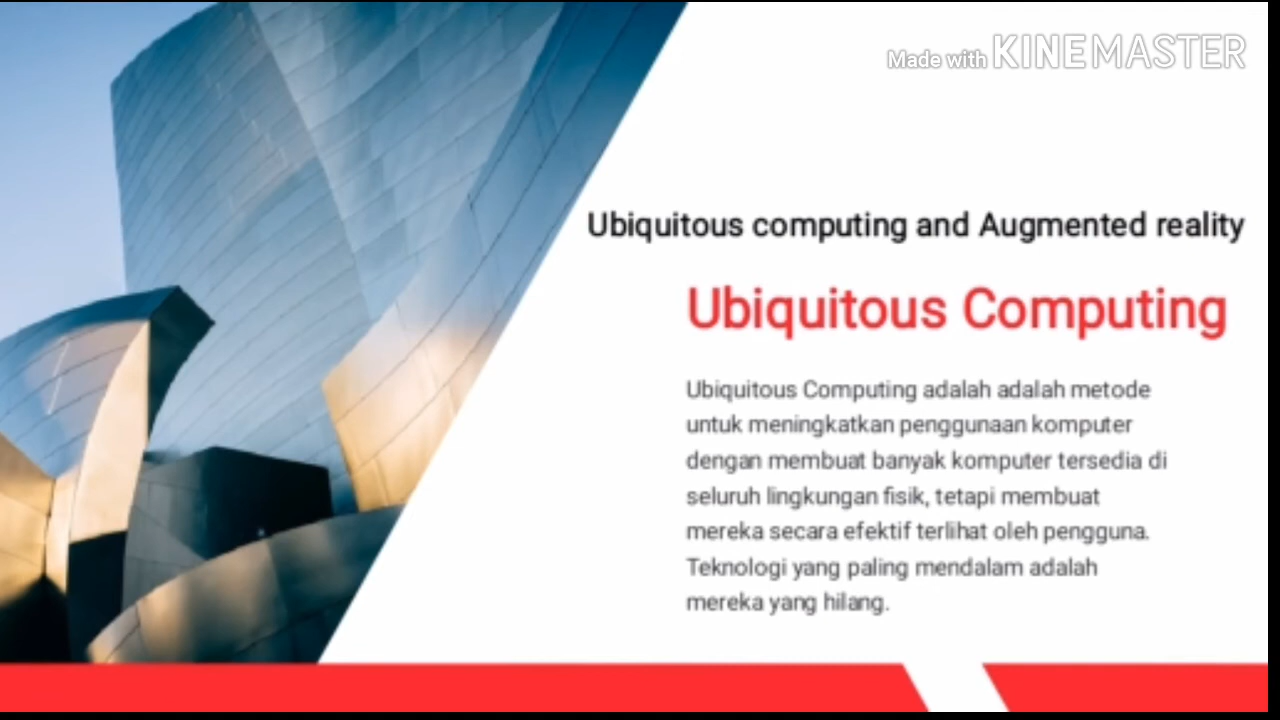 Made with KINEMASTER
Ubiquitous computing and Augmented reality
Ubiquitous Computing
Ubiquitous Computing adalah adalah metode
untuk meningkatkan penggunaan komputer
dengan membuat banyak komputer tersedia di
seluruh lingkungan fisik, tetapi membuat
mereka secara efektif terlihat oleh pengguna.
Teknologi yang paling mendalam adalah
mereka yang hilang.